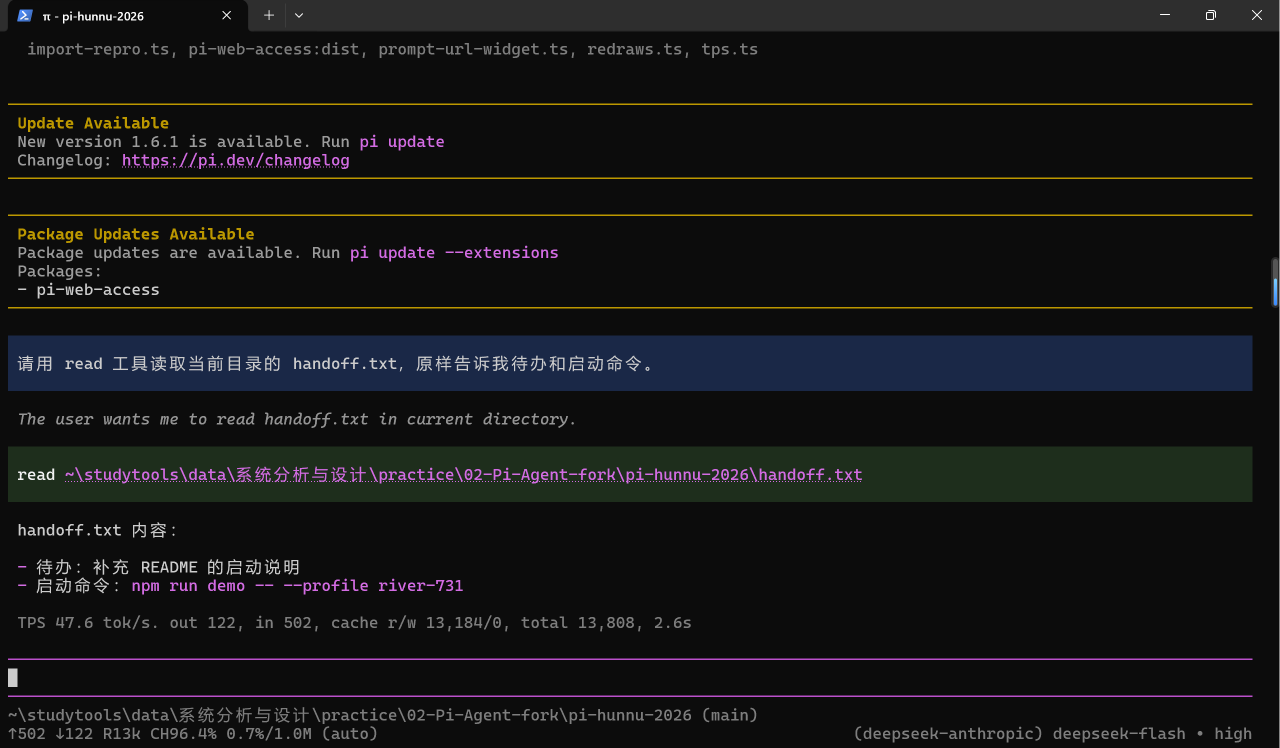 π - pi-hunnu-2026
import-repro.ts, pi-web-access:dist, prompt-url-widget.ts, redraws.ts, tps.ts
Update Available
New version 1.6.1 is available. Run pi update
Changelog: https://pi.dev/changelog
Package Updates Available
Package updates are available. Run pi update --extensions
Packages:
- pi-web-access
请用 read 工具读取当前目录的 handoff.txt，原样告诉我待办和启动命令。
The user wants me to read handoff.txt in current directory.
read ~\studytools\data\系统分析与设计\practice\02-Pi-Agent-fork\pi-hunnu-2026\handoff.txt
handoff.txt 内容：
- 待办：补充 README 的启动说明
- 启动命令：npm run demo -- --profile river-731
TPS 47.6 tok/s. out 122, in 502, cache r/w 13,184/0, total 13,808, 2.6s
~\studytools\data\系统分析与设计\practice\02-Pi-Agent-fork\pi-hunnu-2026 (main)
↑502 ↓122 R13k CH96.4% 0.7%/1.0M (auto) (deepseek-anthropic) deepseek-flash • high